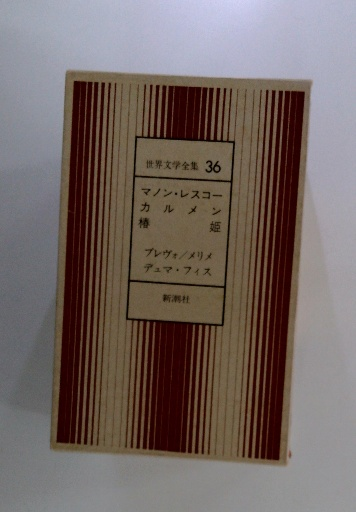 世界文学全集 36
マノン・レスコー
カルメン
椿姫
プレヴォ/メリメ
デュマ・フィス
新潮社